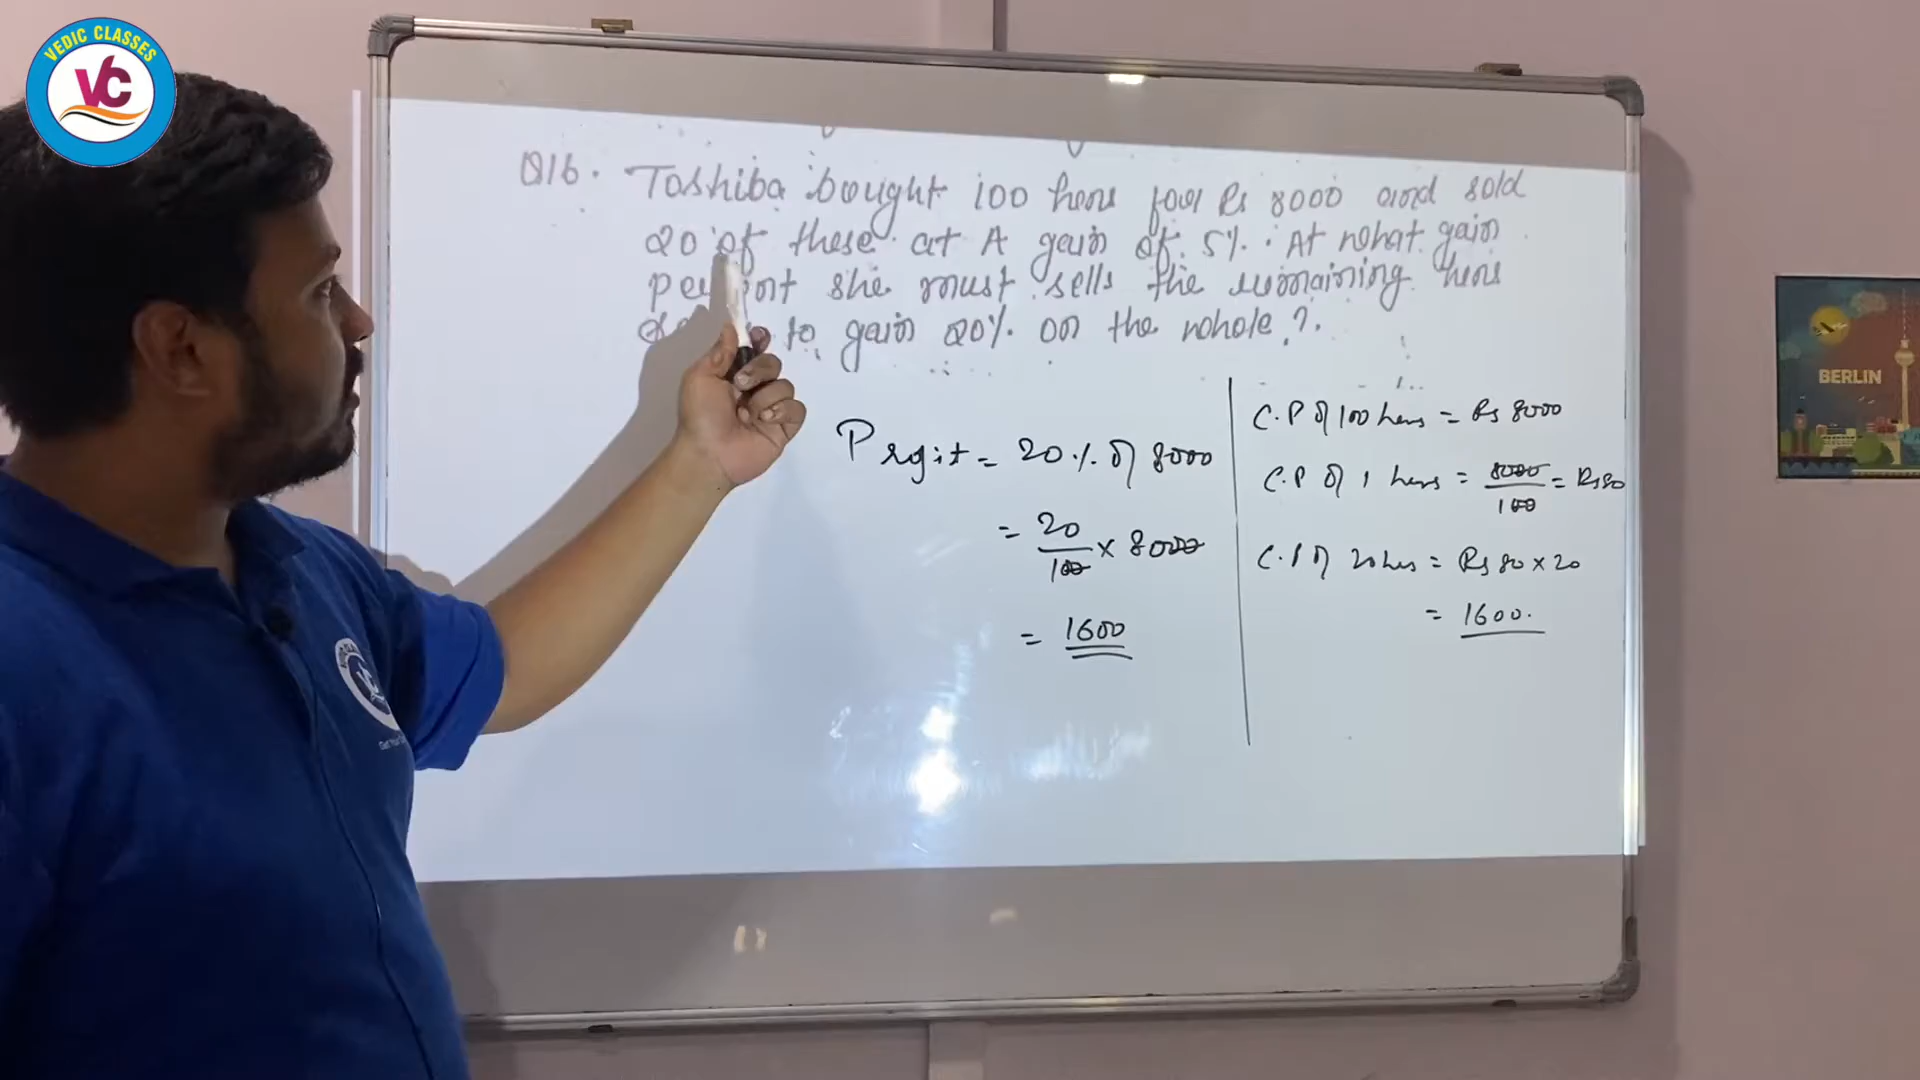 VEDIC CLASSES
VC
Q16. Toshiba bought 100 hens for Rs 8000 and sold
20 of these at A gain of 5%. At what gain
she must sells the remaining hens
to gain 20% on the whole?
Profit = 20% of 8000
= 20/100 × 8000
= 1600
C.P of 100 hens = Rs 8000
C.P of 1 hens = 8000/100 = Rs 80
C.P of 20 hens = Rs 80 × 20
= 1600.
BERLIN
VC